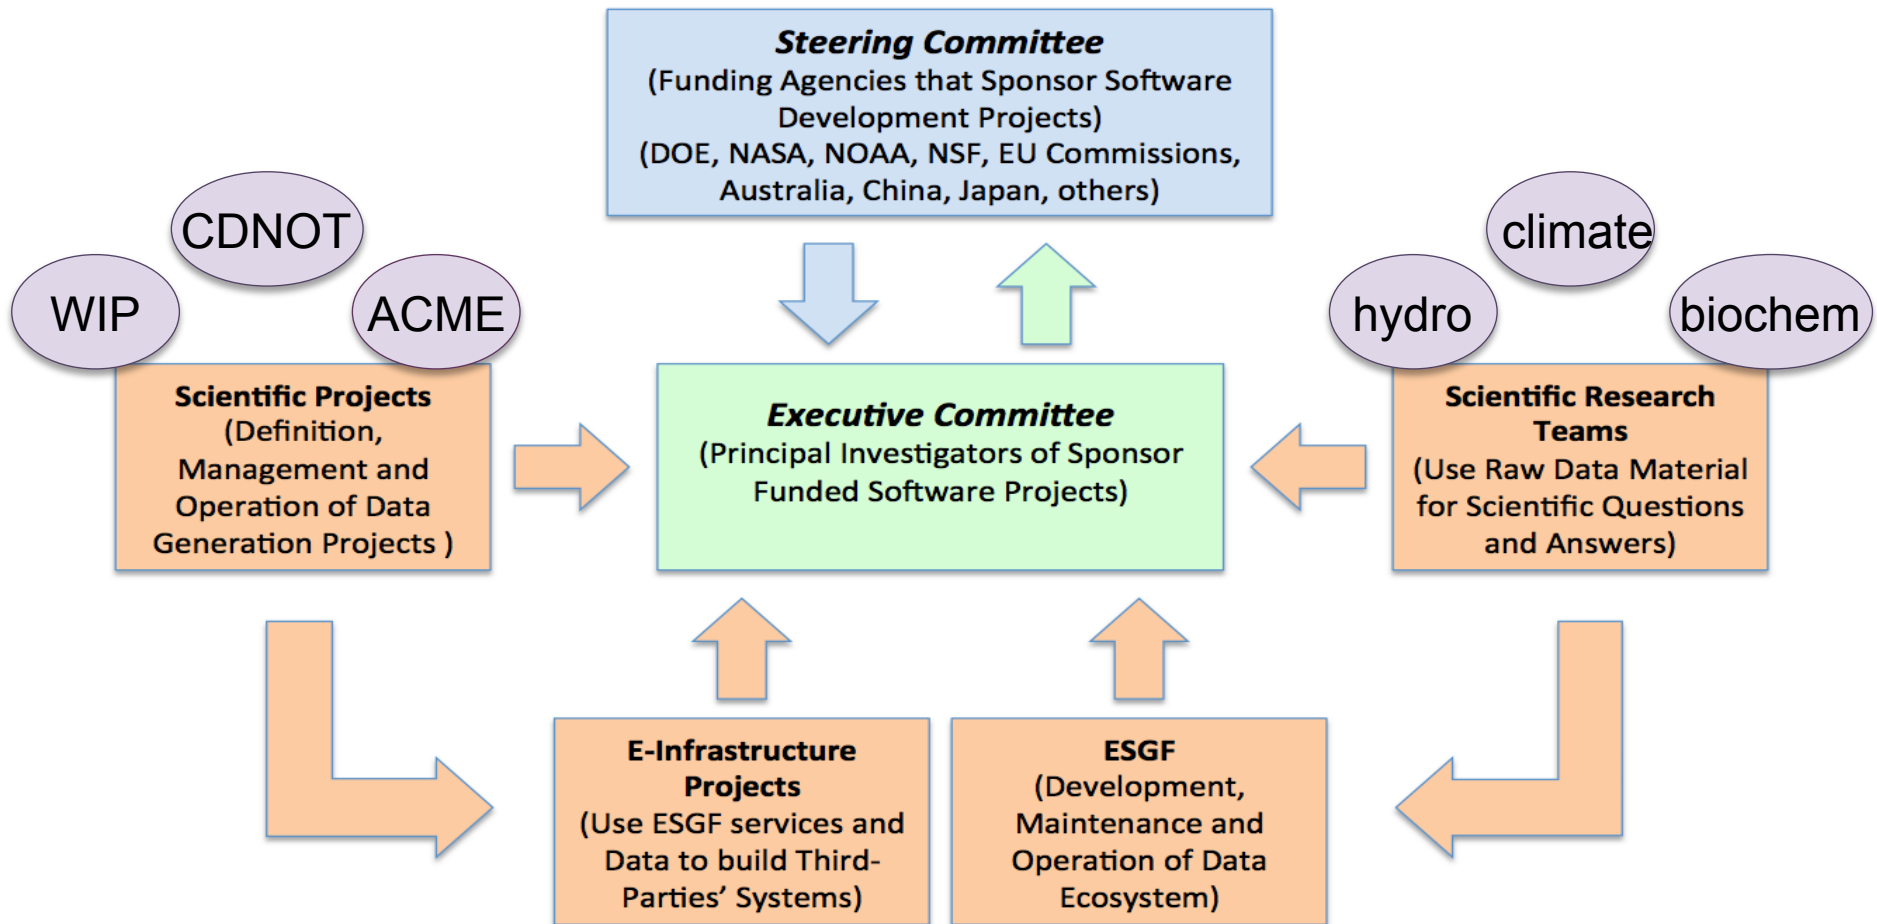 Steering Committee
(Funding Agencies that Sponsor Software
Development Projects)
(DOE, NASA, NOAA, NSF, EU Commissions,
Australia, China, Japan, others)
CDNOT
WIP
ACME
climate
hydro
biochem
Scientific Projects
(Definition,
Management and
Operation of Data
Generation Projects )
Executive Committee
(Principal Investigators of Sponsor
Funded Software Projects)
Scientific Research
Teams
(Use Raw Data Material
for Scientific Questions
and Answers)
E-Infrastructure
Projects
(Use ESGF services and
Data to build Third-
Parties’ Systems)
ESGF
(Development,
Maintenance and
Operation of Data
Ecosystem)